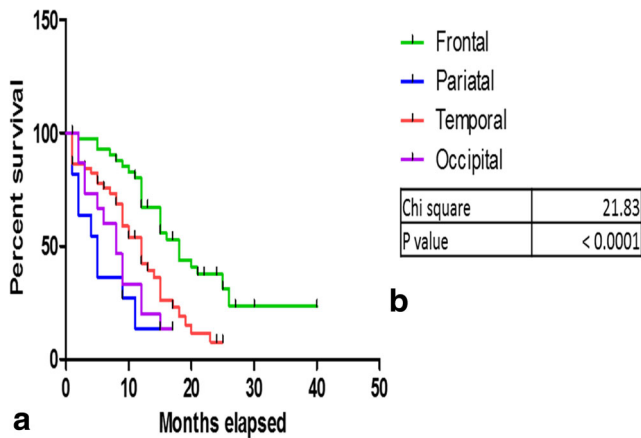 150
100
50
0
Percent survival
0 10 20 30 40 50
Months elapsed
a
Frontal
Pariatal
Temporal
Occipital
Chi square 21.83
P value < 0.0001
b